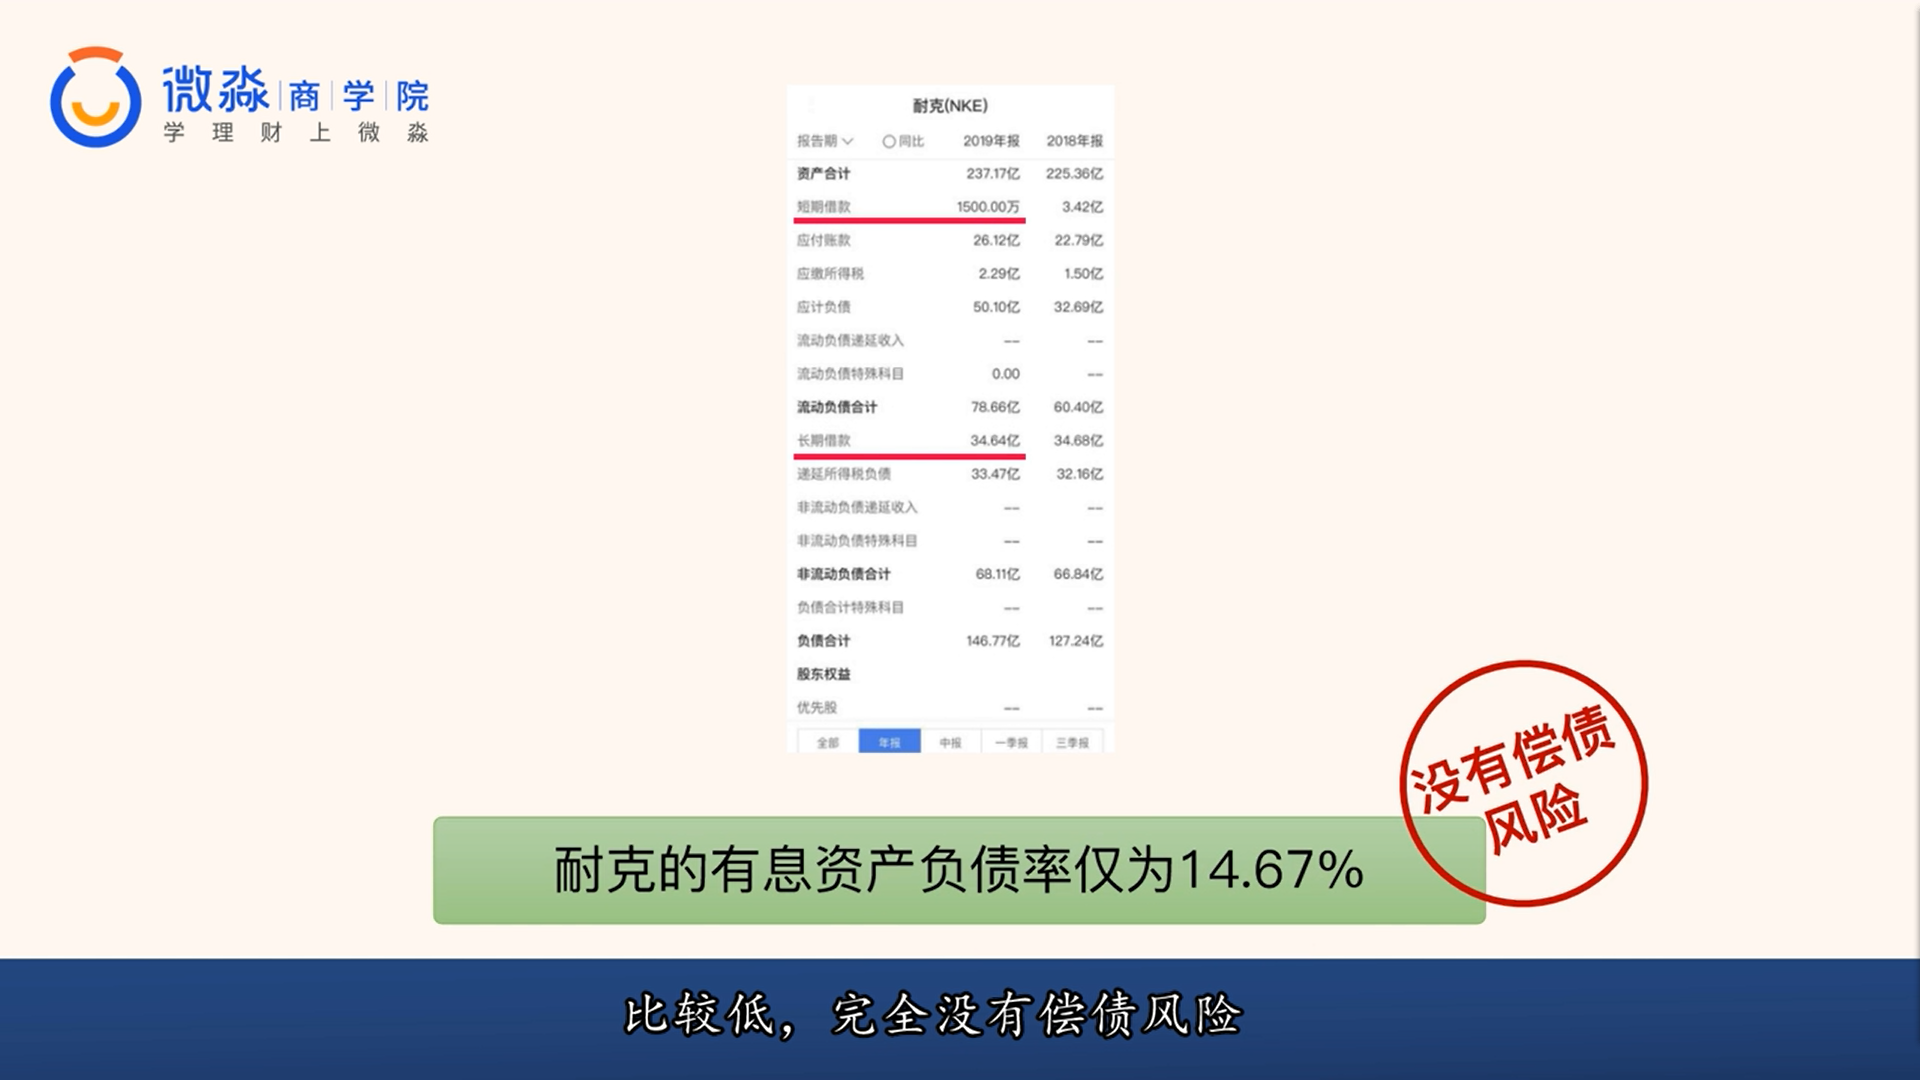 微淼商学院
学理财上微淼
耐克(NKE)
报告期 同比 2019年报 2018年报
资产合计 237.17亿 225.36亿
短期借款 1500.00万 3.42亿
应付账款 26.12亿 22.79亿
应缴所得税 2.29亿 1.50亿
应计负债 50.10亿 32.69亿
流动负债递延收入 -- --
流动负债特殊科目 0.00 --
流动负债合计 78.66亿 60.40亿
长期借款 34.64亿 34.68亿
递延所得税负债 33.47亿 32.16亿
非流动负债递延收入 -- --
非流动负债特殊科目 -- --
非流动负债合计 68.11亿 66.84亿
负债合计特殊科目 -- --
负债合计 146.77亿 127.24亿
股东权益
优先股 -- --
全部 年报 中报 一季报 三季报
没有偿债
风险
耐克的有息资产负债率仅为14.67%
比较低，完全没有偿债风险